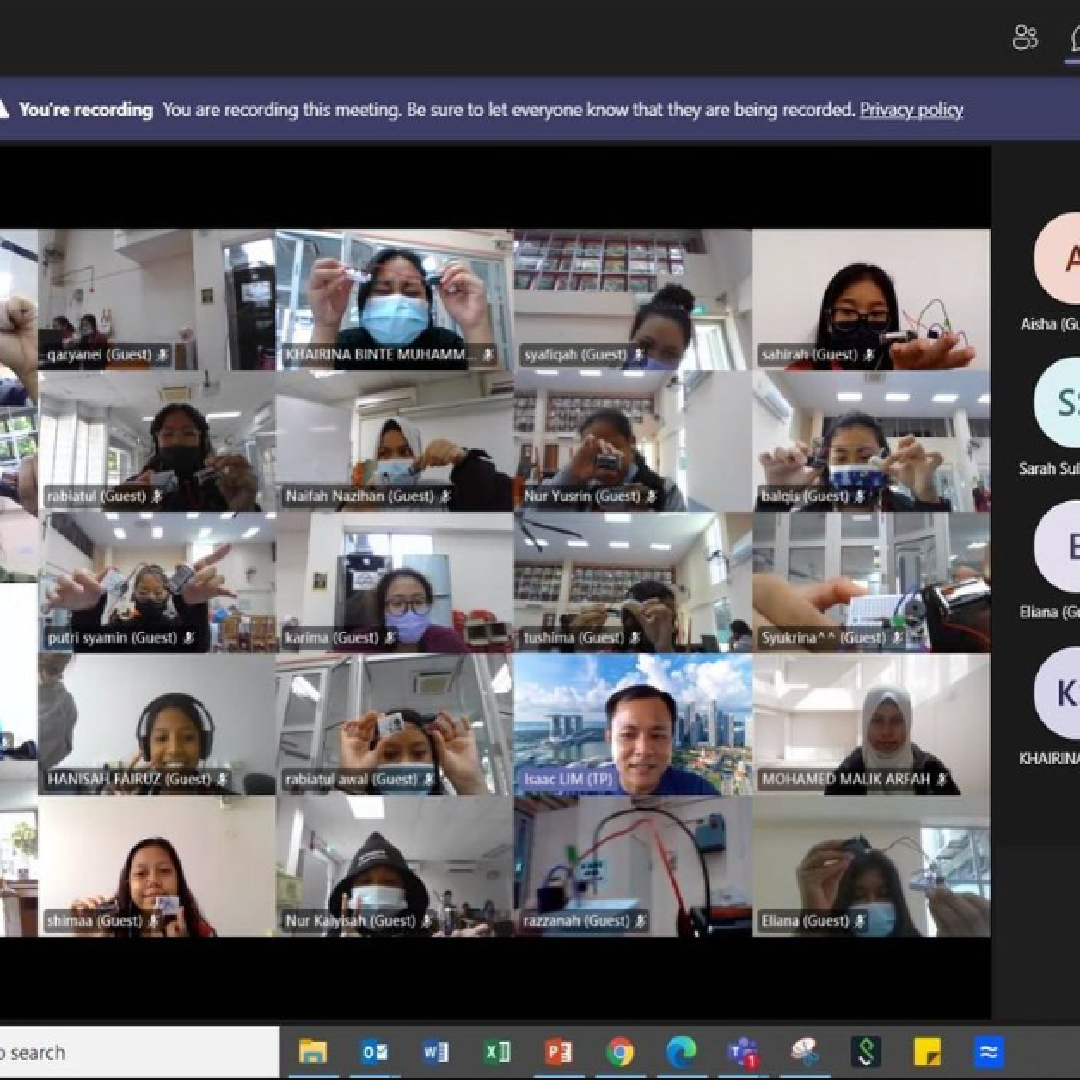 You're recording You are recording this meeting. Be sure to let everyone know that they are being recorded. Privacy policy
qaryanei (Guest)
KHAIRINA BINTE MUHAMM...
syafiqah (Guest)
sahirah (Guest)
A
Aisha (Gu
rabiatul (Guest)
Naifah Nazihan (Guest)
Nur Yusrin (Guest)
balqis (Guest)
S
Sarah Sul
putri syamin (Guest)
karima (Guest)
tushima (Guest)
Syukrina^^ (Guest)
E
Eliana (Gu
HANISAH FAIRUZ (Guest)
rabiatul awal (Guest)
Isaac LIM (TP)
MOHAMED MALIK ARFAH
K
KHAIRINA
shimaa (Guest)
Nur Kaiyisah (Guest)
razzanah (Guest)
Eliana (Guest)
o search